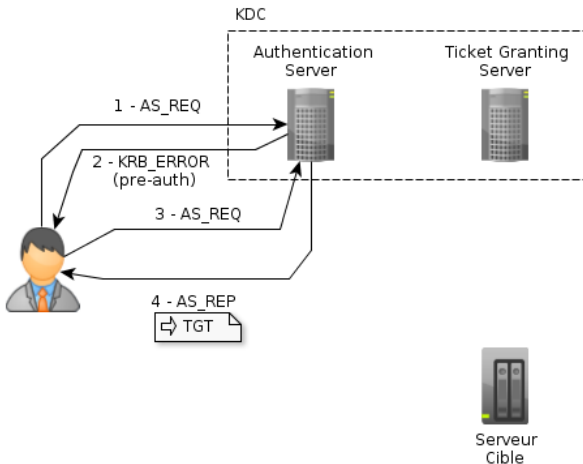 KDC
Authentication
Server
Ticket Granting
Server
1 - AS_REQ
2 - KRB_ERROR
(pre-auth)
3 - AS_REQ
4 - AS_REP
TGT
Serveur
Cible